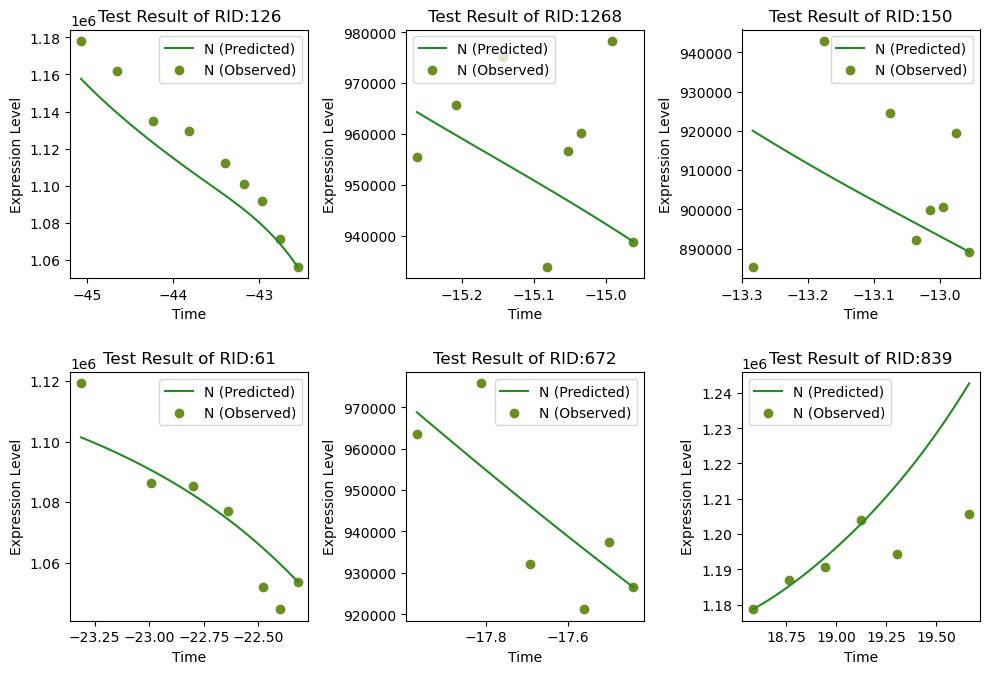 Test Result of RID:126
1e6
N (Predicted)
N (Observed)
Expression Level
1.18
1.16
1.14
1.12
1.10
1.08
1.06
−45
−44
−43
Time
Test Result of RID:1268
N (Predicted)
N (Observed)
Expression Level
980000
970000
960000
950000
940000
−15.2
−15.1
−15.0
Time
Test Result of RID:150
N (Predicted)
N (Observed)
Expression Level
940000
930000
920000
910000
900000
890000
−13.3
−13.2
−13.1
−13.0
Time
Test Result of RID:61
1e6
N (Predicted)
N (Observed)
Expression Level
1.12
1.10
1.08
1.06
−23.25
−23.00
−22.75
−22.50
Time
Test Result of RID:672
N (Predicted)
N (Observed)
Expression Level
970000
960000
950000
940000
930000
920000
−17.8
−17.6
Time
Test Result of RID:839
1e6
N (Predicted)
N (Observed)
Expression Level
1.24
1.23
1.22
1.21
1.20
1.19
1.18
18.75
19.00
19.25
19.50
Time